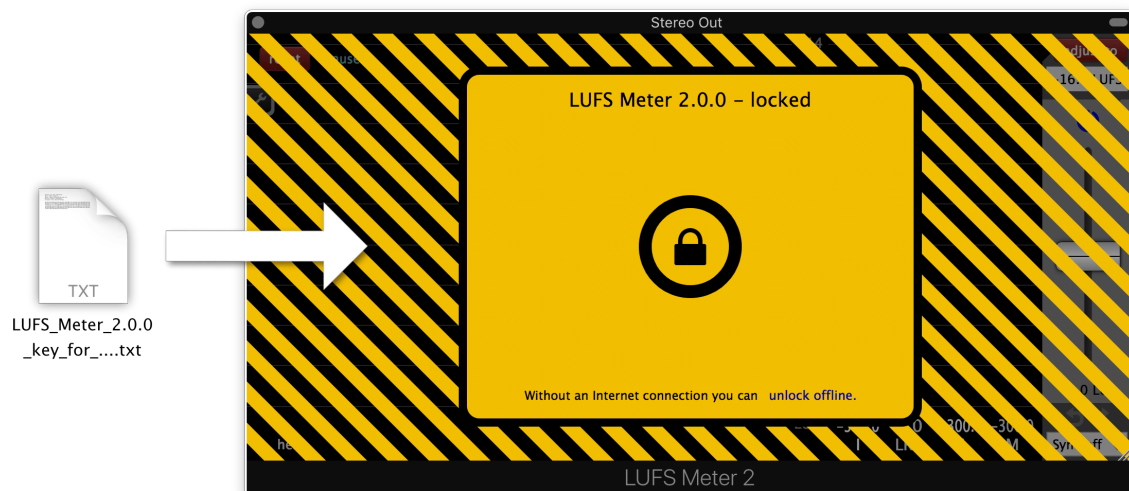 Stereo Out
LUFS Meter 2.0.0 – locked
TXT
LUFS_Meter_2.0.0
_key_for_....txt
Without an Internet connection you can unlock offline.
LUFS Meter 2